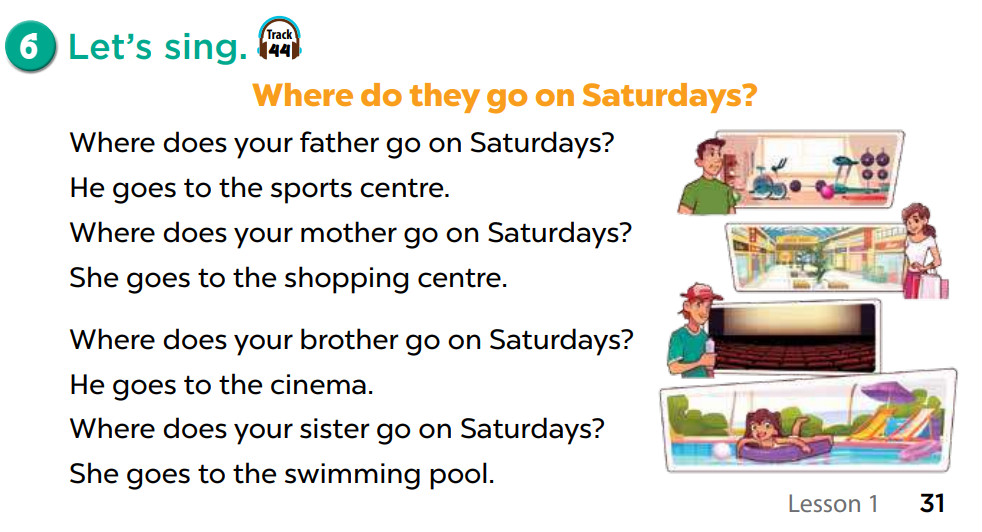 6 Let's sing. Track 44
Where do they go on Saturdays?
Where does your father go on Saturdays?
He goes to the sports centre.
Where does your mother go on Saturdays?
She goes to the shopping centre.
Where does your brother go on Saturdays?
He goes to the cinema.
Where does your sister go on Saturdays?
She goes to the swimming pool.
Lesson 1 31